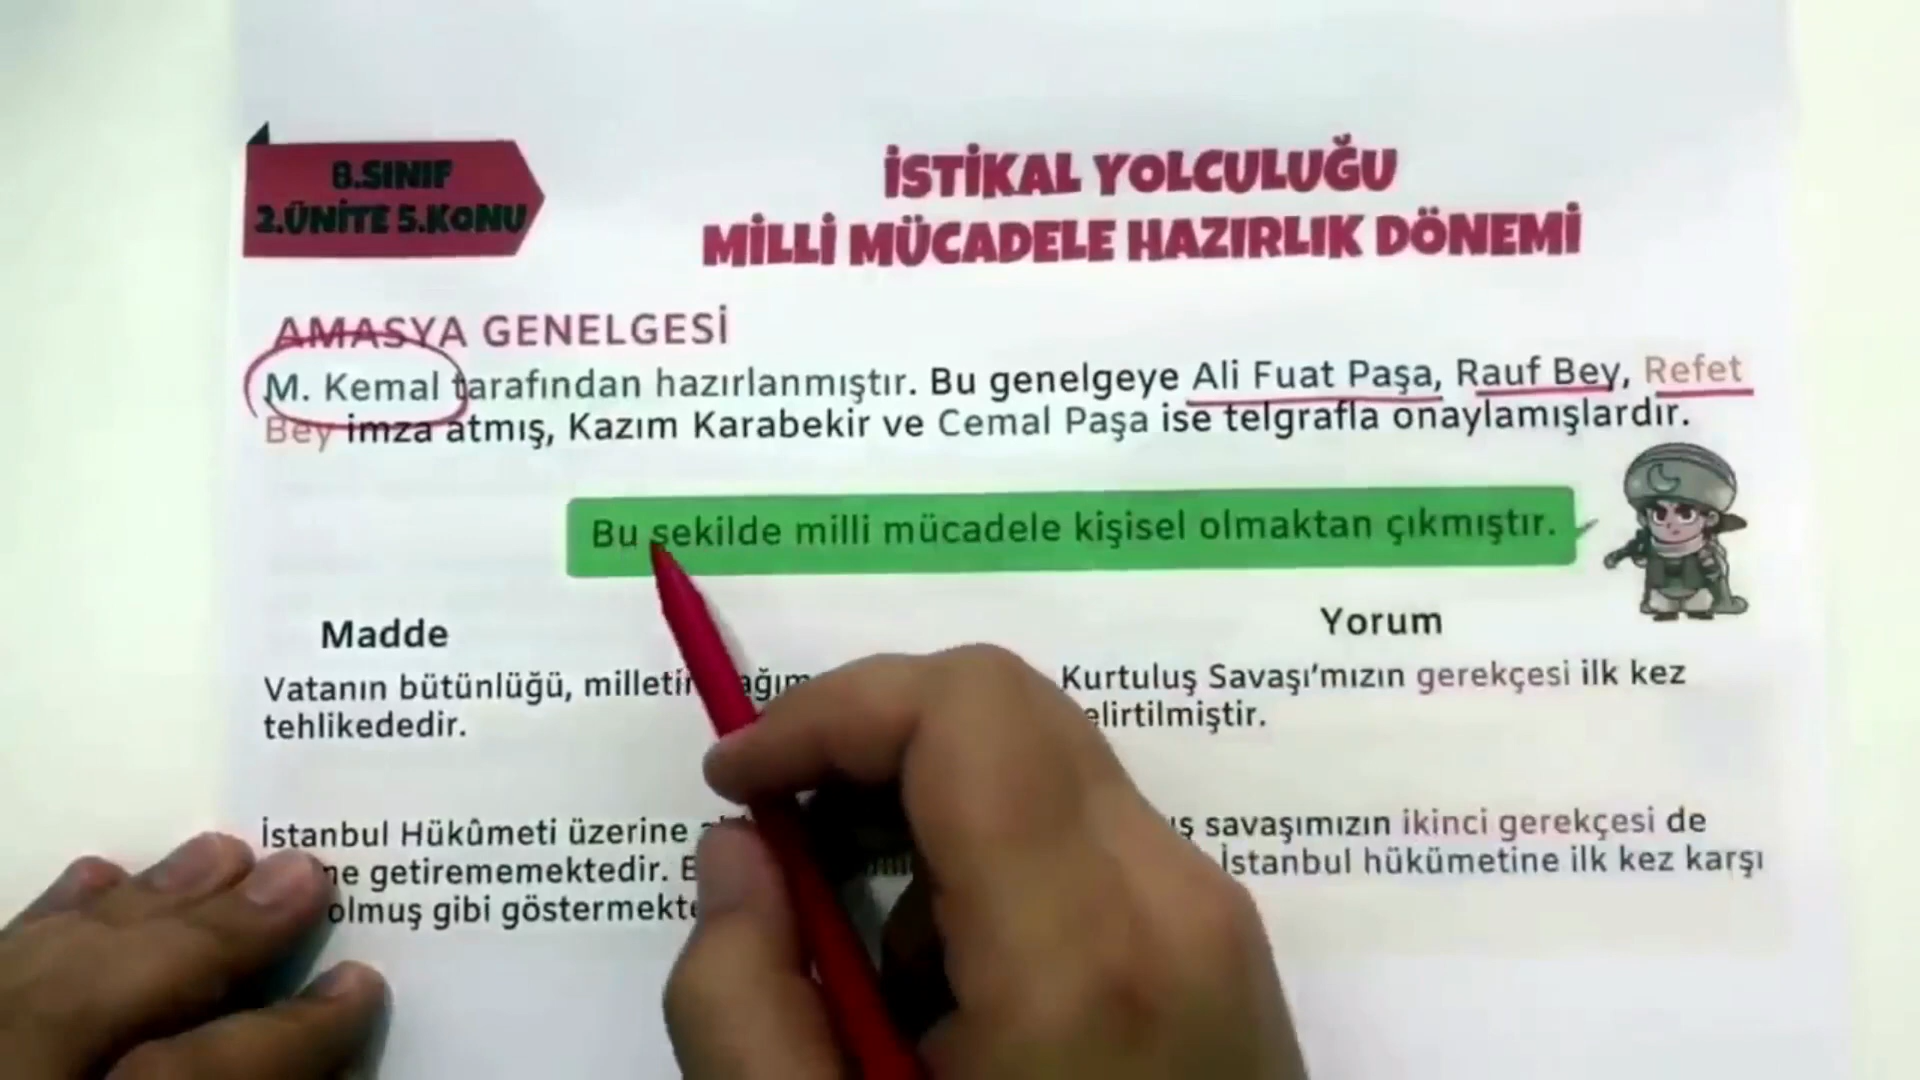 8.SINIF
2.ÜNİTE 5.KONU
İSTİKAL YOLCULUĞU
MİLLİ MÜCADELE HAZIRLIK DÖNEMİ
AMASYA GENELGESİ
M. Kemal tarafından hazırlanmıştır. Bu genelgeye Ali Fuat Paşa, Rauf Bey, Refet
Bey imza atmış, Kazım Karabekir ve Cemal Paşa ise telgrafla onaylamışlardır.
Bu şekilde milli mücadele kişisel olmaktan çıkmıştır.
Madde
Yorum
Vatanın bütünlüğü,
tehlikededir.
Kurtuluş Savaşı’mızın gerekçesi ilk kez
İstanbul Hükûmeti üzerine
getirememektedir.
olmuş gibi
savaşımızın ikinci gerekçesi de
İstanbul hükümetine ilk kez karşı